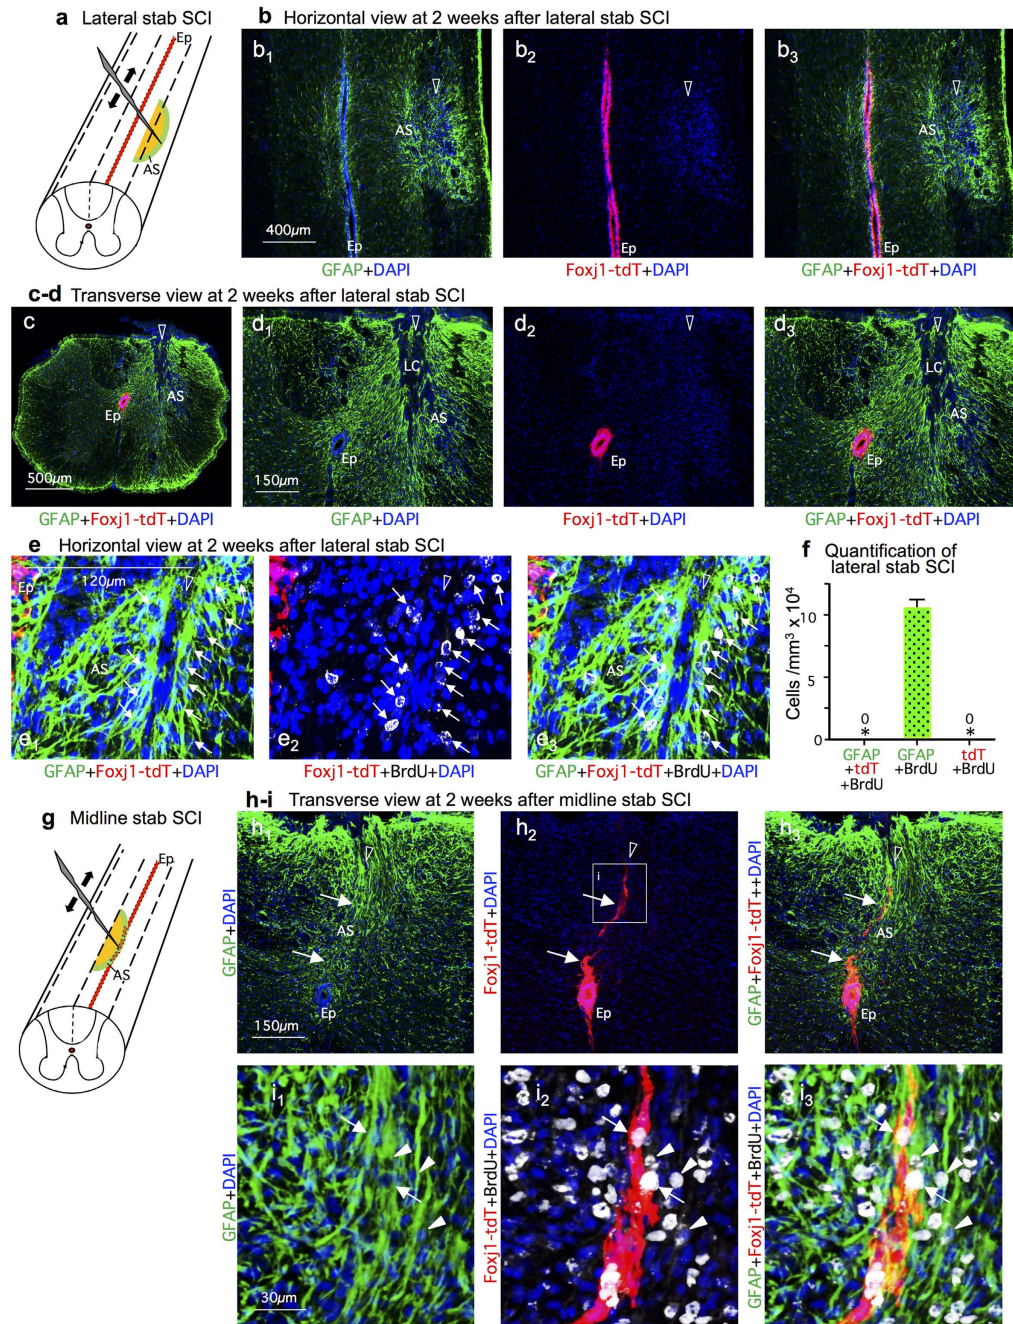 a Lateral stab SCI
Ep
AS
b Horizontal view at 2 weeks after lateral stab SCI
b1
AS
Ep
400µm
GFAP+DAPI
b2
Ep
Foxj1-tdT+DAPI
b3
AS
Ep
GFAP+Foxj1-tdT+DAPI
c-d Transverse view at 2 weeks after lateral stab SCI
c
AS
Ep
500µm
GFAP+Foxj1-tdT+DAPI
d1
LC
AS
Ep
150µm
GFAP+DAPI
d2
Ep
Foxj1-tdT+DAPI
d3
LC
AS
Ep
GFAP+Foxj1-tdT+DAPI
e Horizontal view at 2 weeks after lateral stab SCI
Ep
120µm
AS
e1
GFAP+Foxj1-tdT+DAPI
e2
Foxj1-tdT+BrdU+DAPI
AS
e3
GFAP+Foxj1-tdT+BrdU+DAPI
f Quantification of
lateral stab SCI
Cells /mm³ x 10⁴
10
5
0
0
*
0
*
GFAP
+tdT
+BrdU
GFAP
+BrdU
tdT
+BrdU
g Midline stab SCI
Ep
AS
h-i Transverse view at 2 weeks after midline stab SCI
GFAP+DAPI
h1
AS
Ep
150µm
Foxj1-tdT+DAPI
h2
i
Ep
GFAP+Foxj1-tdT++DAPI
h3
AS
Ep
GFAP+DAPI
i1
30µm
Foxj1-tdT+BrdU+DAPI
i2
GFAP+Foxj1-tdT+BrdU+DAPI
i3